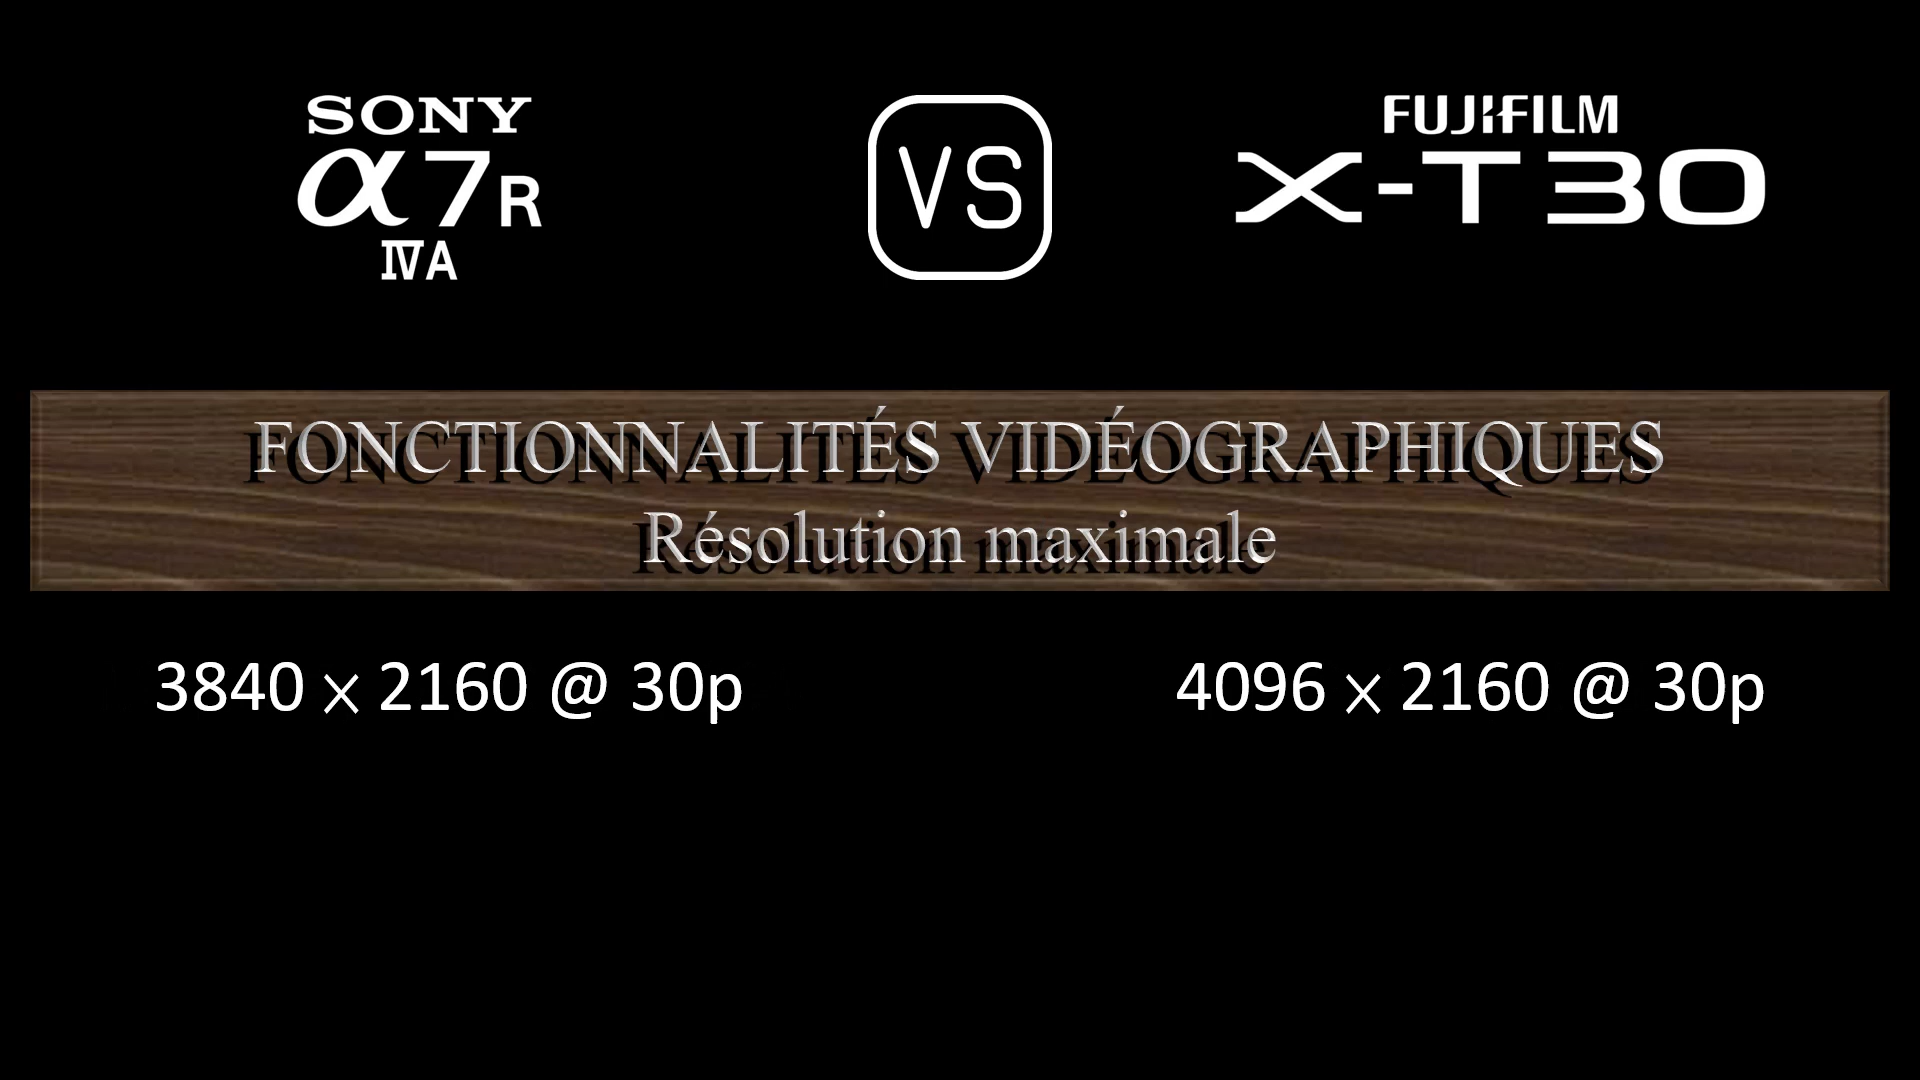 SONY
α7R
IVA
VS
FUJIFILM
X-T30
FONCTIONNALITÉS VIDÉOGRAPHIQUES
Résolution maximale
3840 x 2160 @ 30p
4096 x 2160 @ 30p